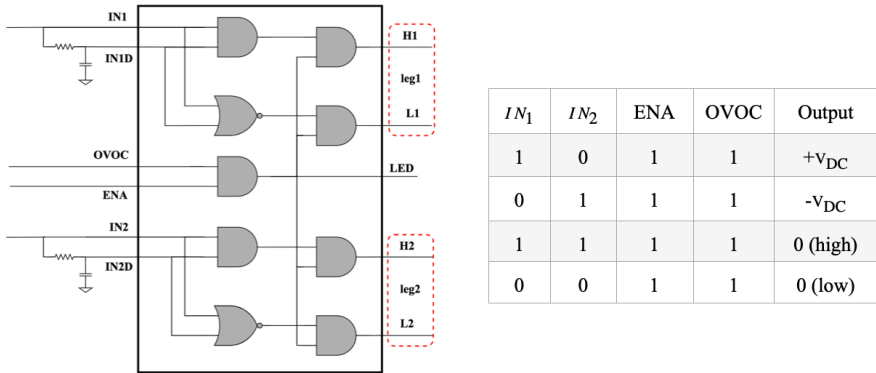 IN1
IN1D
H1
leg1
L1
OVOC
LED
ENA
IN2
IN2D
H2
leg2
L2
IN₁ IN₂ ENA OVOC Output
1 0 1 1 +v_DC
0 1 1 1 -v_DC
1 1 1 1 0 (high)
0 0 1 1 0 (low)